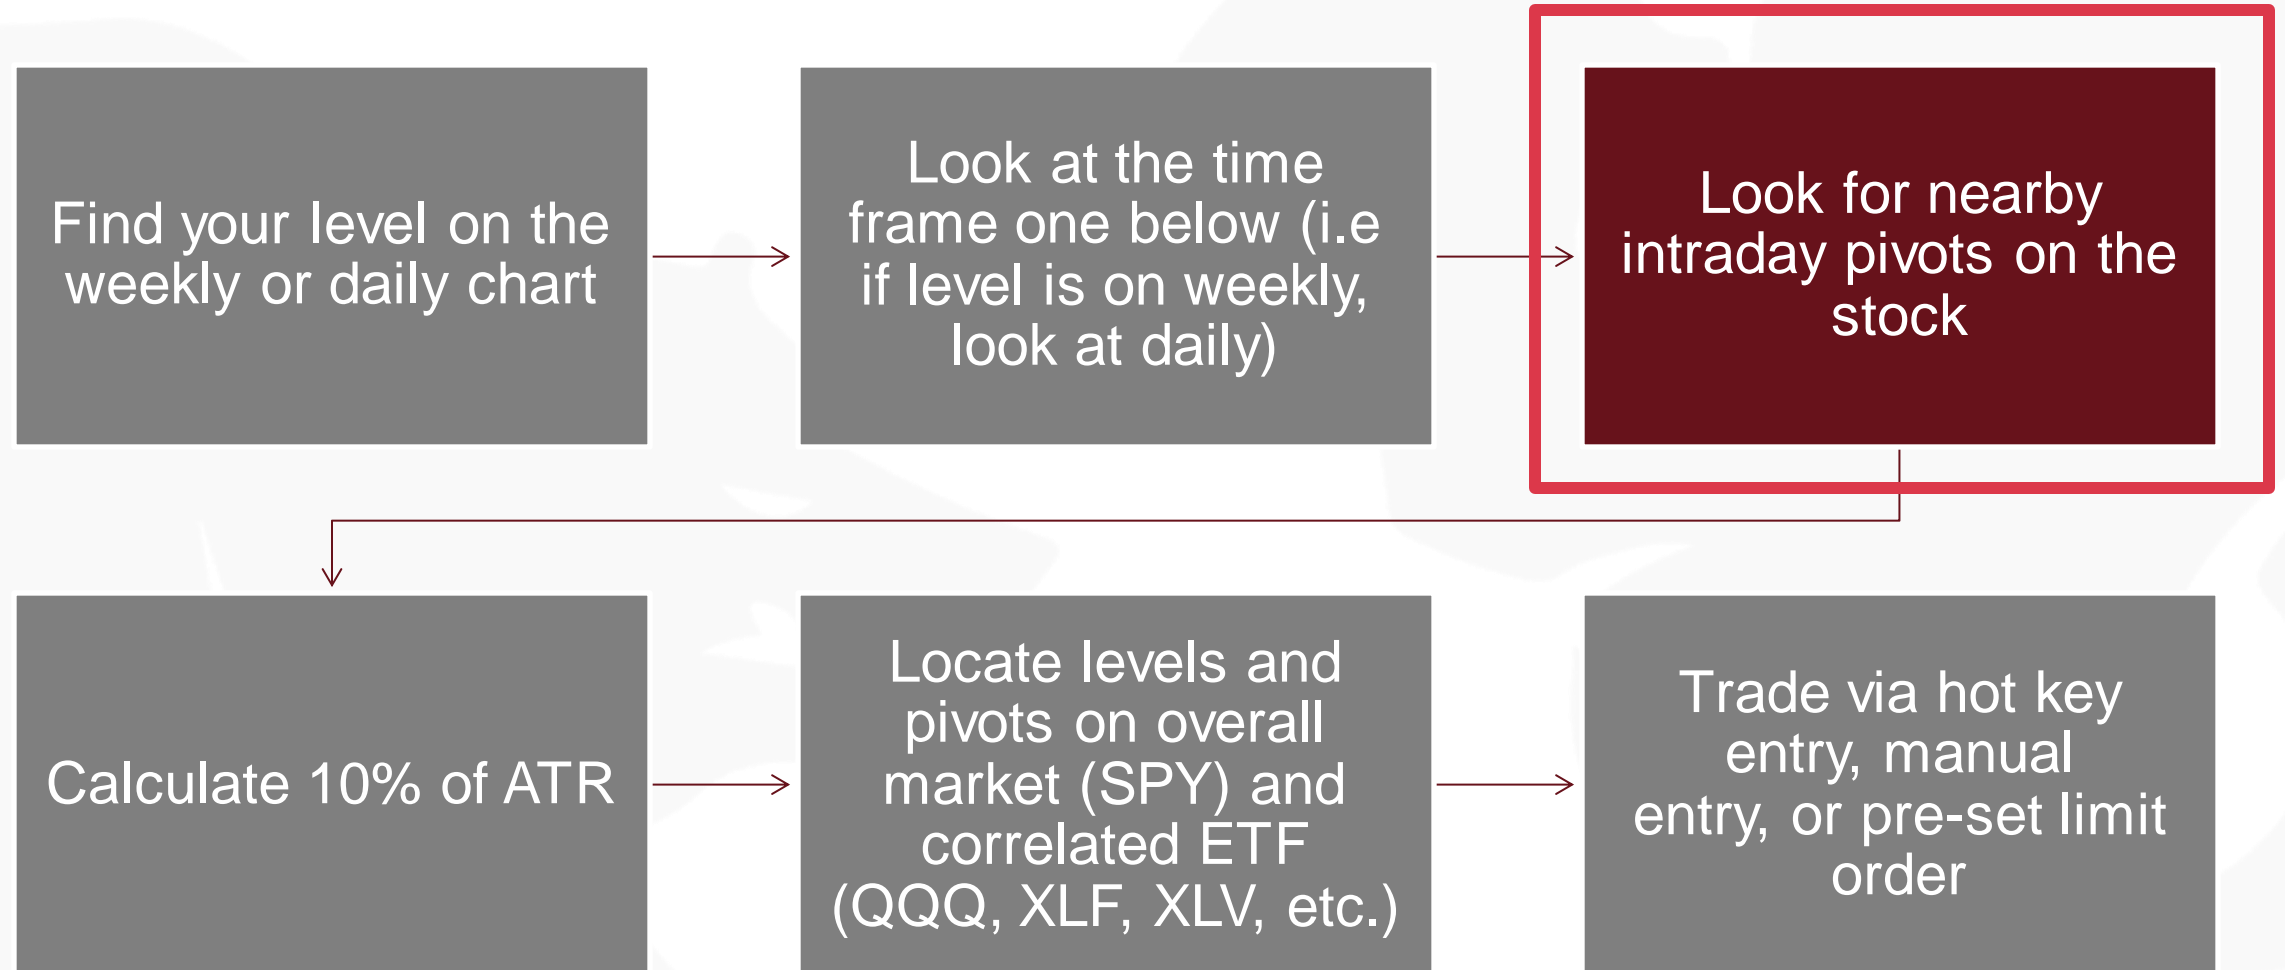 Find your level on the
weekly or daily chart
Look at the time
frame one below (i.e
if level is on weekly,
look at daily)
Look for nearby
intraday pivots on the
stock
Calculate 10% of ATR
Locate levels and
pivots on overall
market (SPY) and
correlated ETF
(QQQ, XLF, XLV, etc.)
Trade via hot key
entry, manual
entry, or pre-set limit
order